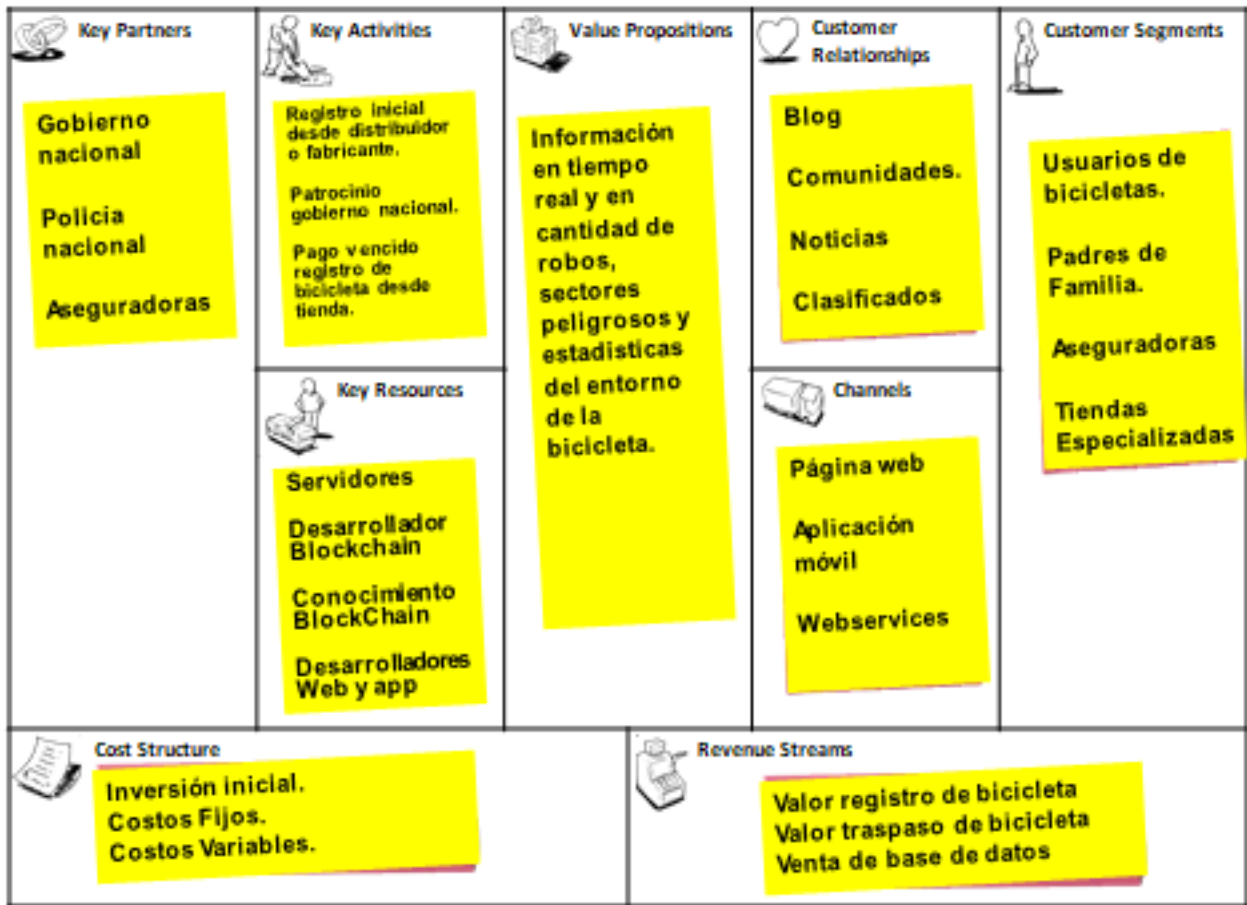 Key Partners
Gobierno
nacional
Policia
nacional
Aseguradoras
Key Activities
Registro inicial
desde distribuidor
o fabricante.
Patrocinio
gobierno nacional.
Pago vencido
registro de
bicicleta desde
tienda.
Key Resources
Servidores
Desarrollador
Blockchain
Conocimiento
BlockChain
Desarrolladores
Web y app
Value Propositions
Información
en tiempo
real y en
cantidad de
robos,
sectores
peligrosos y
estadisticas
del entorno
de la
bicicleta.
Customer
Relationships
Blog
Comunidades.
Noticias
Clasificados
Channels
Página web
Aplicación
móvil
Webservices
Customer Segments
Usuarios de
bicicletas.
Padres de
Familia.
Aseguradoras
Tiendas
Especializadas
Cost Structure
Inversión inicial.
Costos Fijos.
Costos Variables.
Revenue Streams
Valor registro de bicicleta
Valor traspaso de bicicleta
Venta de base de datos